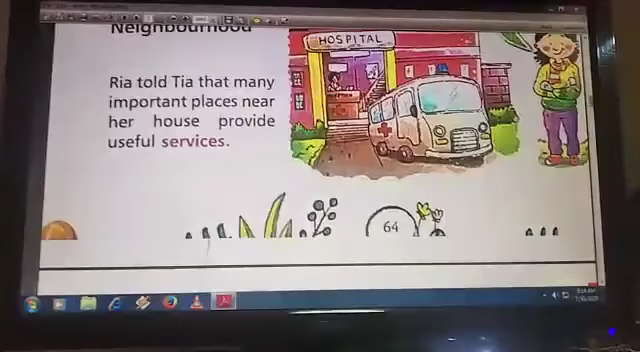 Neighbourhood
HOSPITAL
Ria told Tia that many
important places near
her house provide
useful services.
64